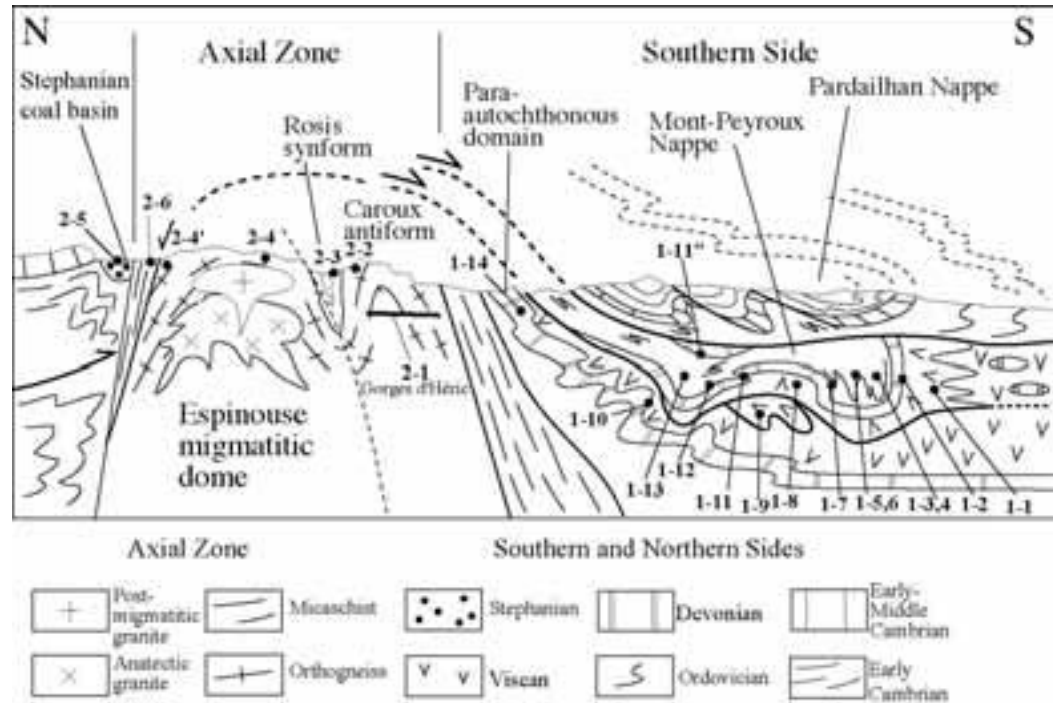 N
Axial Zone
Southern Side
S
Stephanian
coal basin
Para-
autochthonous
domain
Pardailhan Nappe
Mont-Peyroux
Nappe
Rosis
synform
Caroux
antiform
2-5
2-6
2-4'
2-4
2-3
2-2
1-14
1-11"
2-1
Gorges d'Héric
Espinouse
migmatitic
dome
1-10
1-13
1-12
1-11
1-9
1-8
1-7
1-5,6
1-3,4
1-2
1-1
Axial Zone
Southern and Northern Sides
Post-
migmatitic
granite
Micaschist
Stephanian
Devonian
Early-
Middle
Cambrian
Anatectic
granite
Orthogneiss
Visean
Ordovician
Early
Cambrian